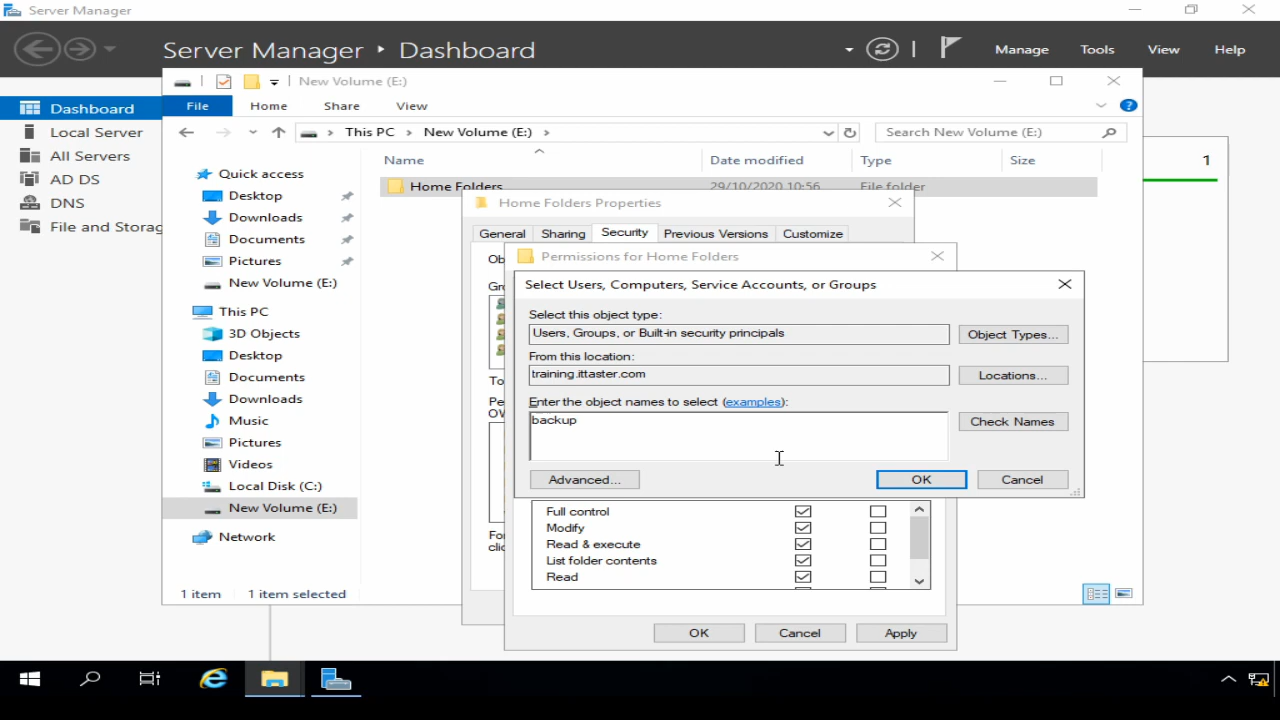 Server Manager
Server Manager ‣ Dashboard
Manage Tools View Help
New Volume (E:)
File Home Share View
This PC > New Volume (E:) >
Search New Volume (E:)
Name Date modified Type Size
Home Folders 29/10/2020 10:56 File folder
Dashboard
Local Server
All Servers
AD DS
DNS
File and Storag
1
Quick access
Desktop
Downloads
Documents
Pictures
New Volume (E:)
This PC
3D Objects
Desktop
Documents
Downloads
Music
Pictures
Videos
Local Disk (C:)
New Volume (E:)
Network
1 item 1 item selected
Home Folders Properties
General Sharing Security Previous Versions Customize
Permissions for Home Folders
Select Users, Computers, Service Accounts, or Groups
Select this object type:
Users, Groups, or Built-in security principals
Object Types...
From this location:
training.ittaster.com
Locations...
Enter the object names to select (examples):
backup
Check Names
Advanced...
OK
Cancel
Full control
Modify
Read & execute
List folder contents
Read
OK Cancel Apply